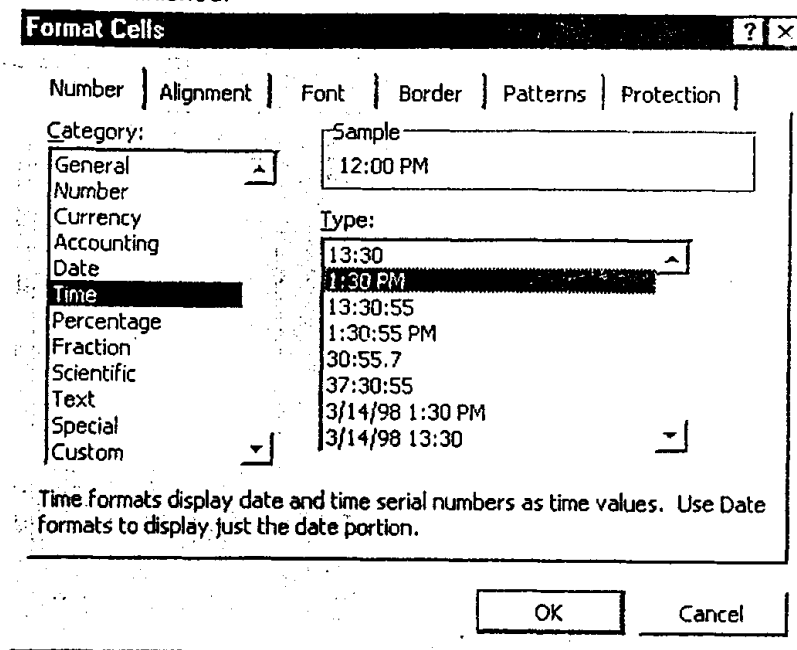 Format Cells ? ×
Number Alignment Font Border Patterns Protection
Category:
General
Number
Currency
Accounting
Date
Time
Percentage
Fraction
Scientific
Text
Special
Custom
Sample
12:00 PM
Type:
13:30
1:30 PM
13:30:55
1:30:55 PM
30:55.7
37:30:55
3/14/98 1:30 PM
3/14/98 13:30
Time formats display date and time serial numbers as time values. Use Date
formats to display just the date portion.
OK Cancel